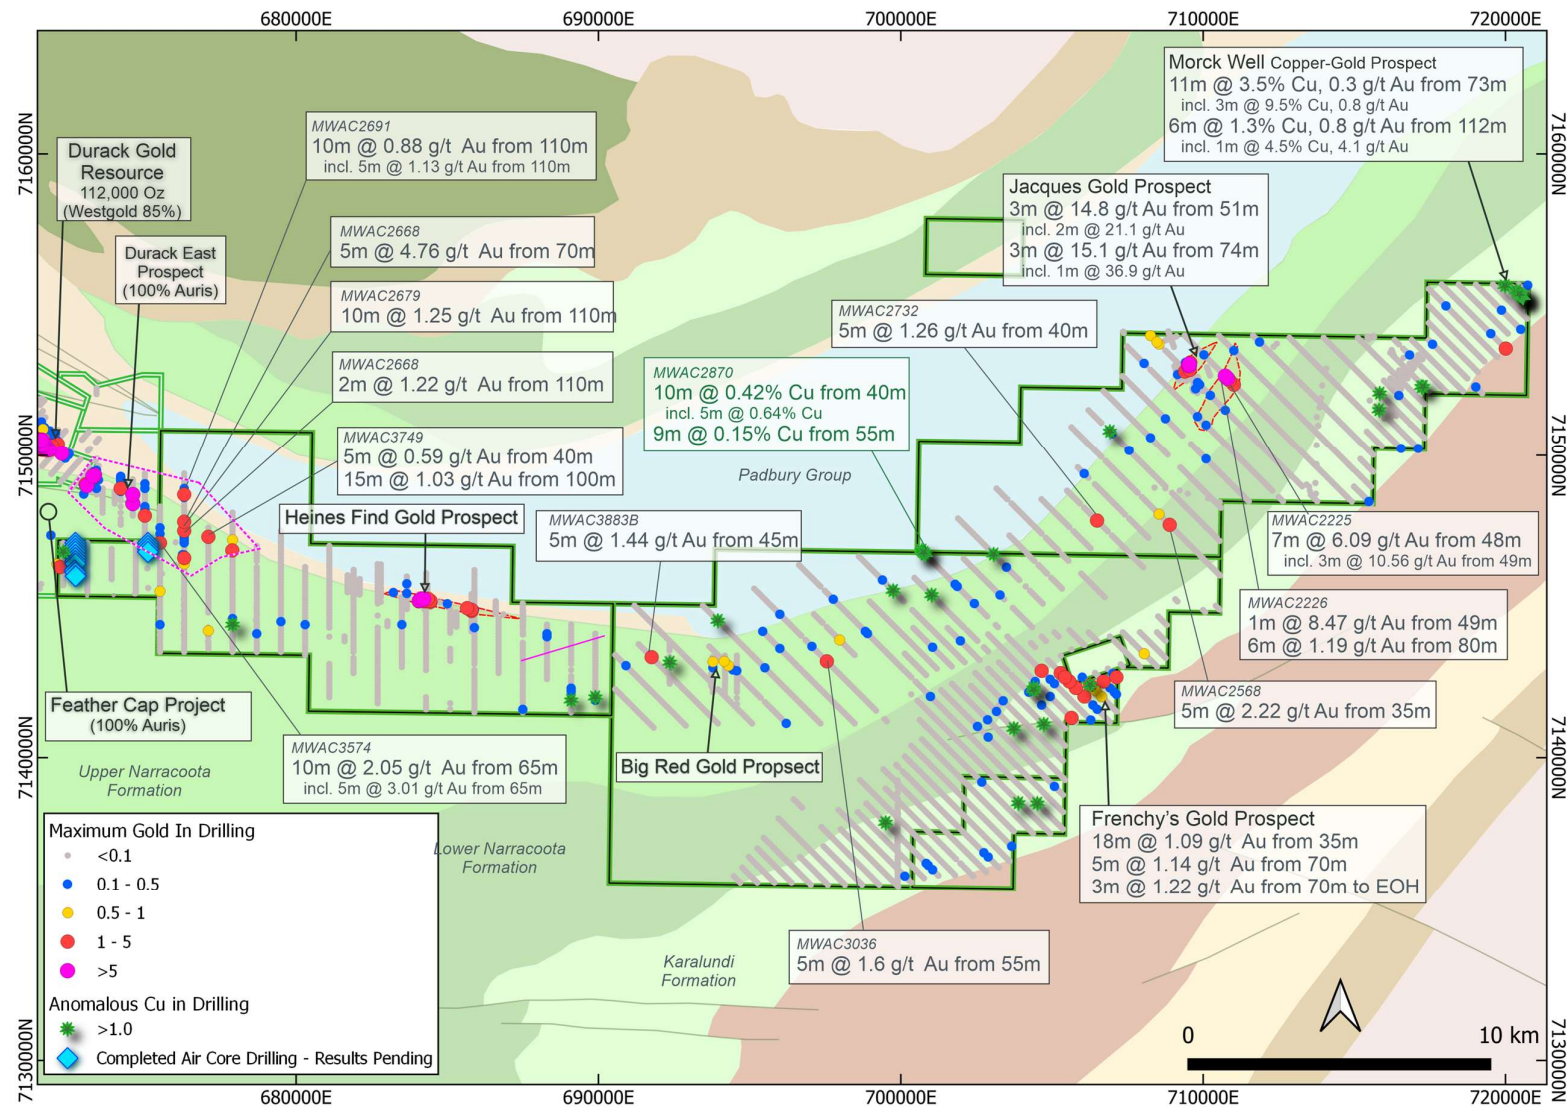 680000E
690000E
700000E
710000E
720000E
7160000N
7150000N
7140000N
7130000N
7160000N
7150000N
7140000N
7130000N
Morck Well Copper-Gold Prospect
11m @ 3.5% Cu, 0.3 g/t Au from 73m
incl. 3m @ 9.5% Cu, 0.8 g/t Au
6m @ 1.3% Cu, 0.8 g/t Au from 112m
incl. 1m @ 4.5% Cu, 4.1 g/t Au
MWAC2691
10m @ 0.88 g/t Au from 110m
incl. 5m @ 1.13 g/t Au from 110m
Durack Gold
Resource
112,000 Oz
(Westgold 85%)
Jacques Gold Prospect
3m @ 14.8 g/t Au from 51m
incl. 2m @ 21.1 g/t Au
3m @ 15.1 g/t Au from 74m
incl. 1m @ 36.9 g/t Au
MWAC2668
5m @ 4.76 g/t Au from 70m
Durack East
Prospect
(100% Auris)
MWAC2679
10m @ 1.25 g/t Au from 110m
MWAC2732
5m @ 1.26 g/t Au from 40m
MWAC2668
2m @ 1.22 g/t Au from 110m
MWAC2870
10m @ 0.42% Cu from 40m
incl. 5m @ 0.64% Cu
9m @ 0.15% Cu from 55m
MWAC3749
5m @ 0.59 g/t Au from 40m
15m @ 1.03 g/t Au from 100m
Padbury Group
Heines Find Gold Prospect
MWAC3883B
5m @ 1.44 g/t Au from 45m
MWAC2225
7m @ 6.09 g/t Au from 48m
incl. 3m @ 10.56 g/t Au from 49m
MWAC2226
1m @ 8.47 g/t Au from 49m
6m @ 1.19 g/t Au from 80m
MWAC2568
5m @ 2.22 g/t Au from 35m
Feather Cap Project
(100% Auris)
MWAC3574
10m @ 2.05 g/t Au from 65m
incl. 5m @ 3.01 g/t Au from 65m
Big Red Gold Propsect
Upper Narracoota
Formation
Lower Narracoota
Formation
Frenchy's Gold Prospect
18m @ 1.09 g/t Au from 35m
5m @ 1.14 g/t Au from 70m
3m @ 1.22 g/t Au from 70m to EOH
MWAC3036
5m @ 1.6 g/t Au from 55m
Karalundi
Formation
Maximum Gold In Drilling
<0.1
0.1 - 0.5
0.5 - 1
1 - 5
>5
Anomalous Cu in Drilling
>1.0
Completed Air Core Drilling - Results Pending
0
10 km
680000E
690000E
700000E
710000E
720000E